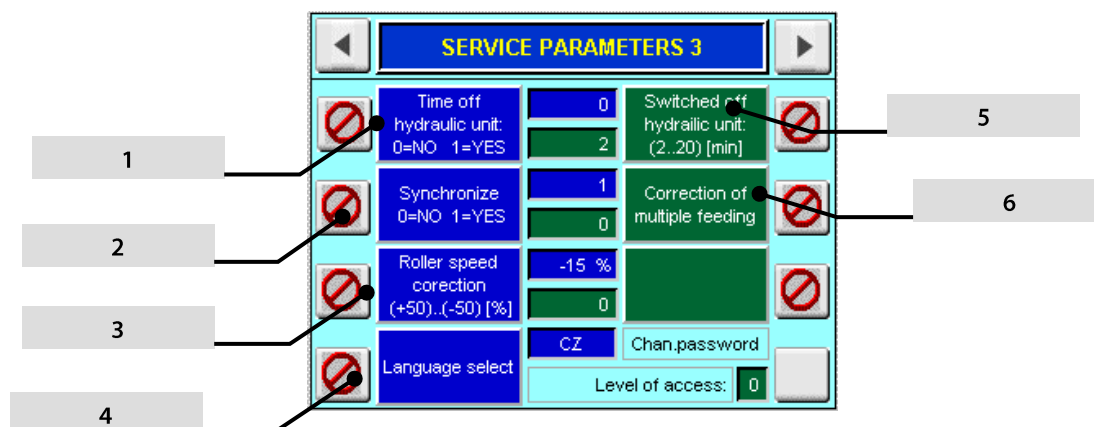 SERVICE PARAMETERS 3
Time off
hydraulic unit:
0=NO 1=YES
0
2
Switched off
hydrailic unit:
(2..20) [min]
5
1
Synchronize
0=NO 1=YES
1
0
Correction of
multiple feeding
6
2
Roller speed
corection
(+50)..(-50) [%]
-15 %
0
3
Language select
CZ
Chan.password
Level of access: 0
4